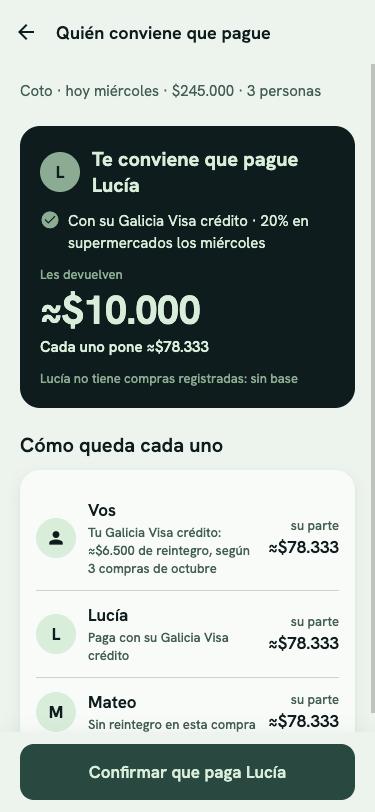 Quién conviene que pague
Coto · hoy miércoles · $245.000 · 3 personas
L
Te conviene que pague
Lucía
Con su Galicia Visa crédito · 20% en
supermercados los miércoles
Les devuelven
≈$10.000
Cada uno pone ≈$78.333
Lucía no tiene compras registradas: sin base
Cómo queda cada uno
Vos
Tu Galicia Visa crédito:
≈$6.500 de reintegro, según
3 compras de octubre
su parte
≈$78.333
L
Lucía
Paga con su Galicia Visa
crédito
su parte
≈$78.333
M
Mateo
Sin reintegro en esta compra
su parte
≈$78.333
Confirmar que paga Lucía